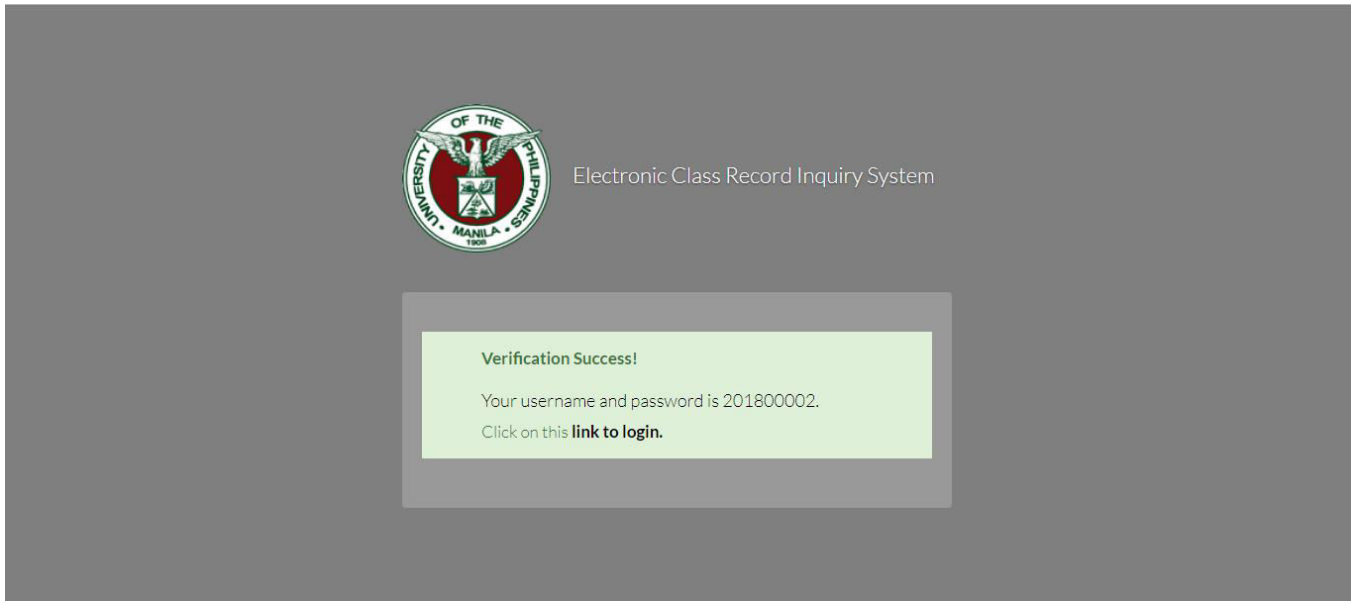 UNIVERSITY OF THE PHILIPPINES
MANILA
1908
Electronic Class Record Inquiry System
Verification Success!
Your username and password is 201800002.
Click on this link to login.